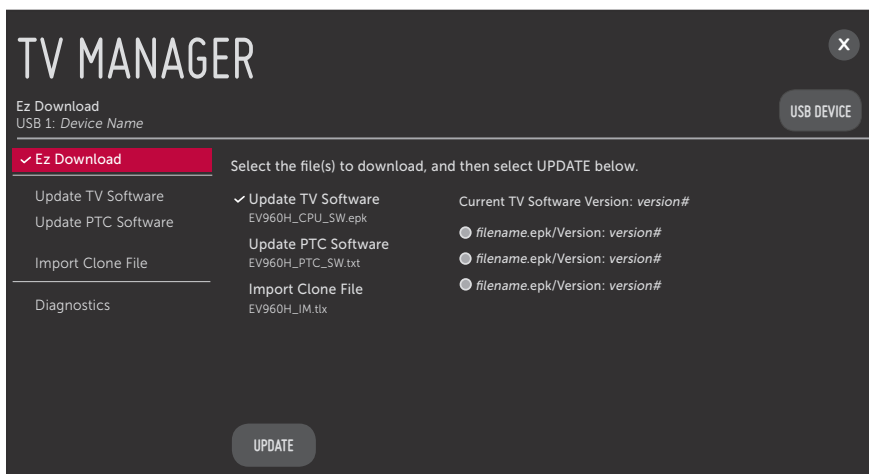 TV MANAGER
X
Ez Download
USB 1: Device Name
USB DEVICE
Ez Download
Update TV Software
Update PTC Software
Import Clone File
Diagnostics
Select the file(s) to download, and then select UPDATE below.
Update TV Software
EV960H_CPU_SW.epk
Update PTC Software
EV960H_PTC_SW.txt
Import Clone File
EV960H_IM.tlx
Current TV Software Version: version#
filename.epk/Version: version#
filename.epk/Version: version#
filename.epk/Version: version#
UPDATE